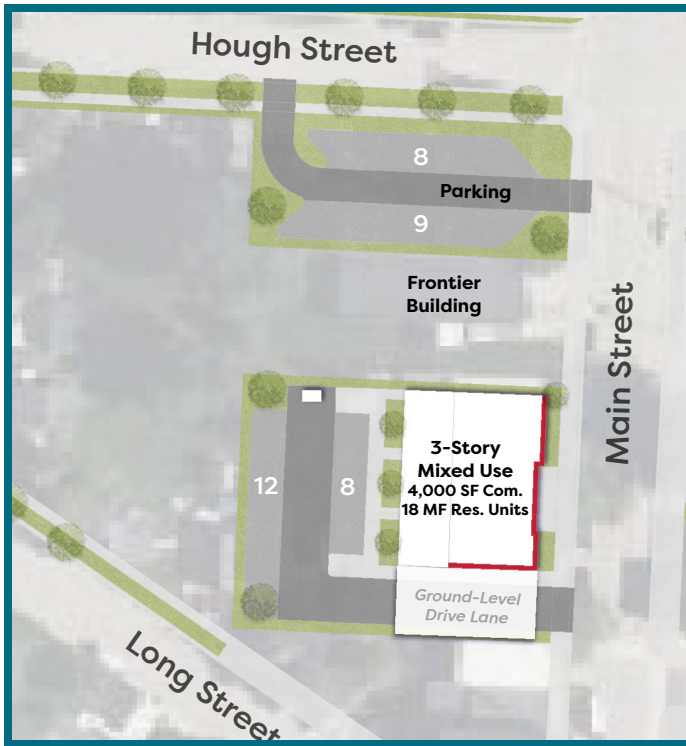 Hough Street
8
Parking
9
Frontier
Building
Main Street
3-Story
Mixed Use
4,000 SF Com.
18 MF Res. Units
12
8
Ground-Level
Drive Lane
Long Street